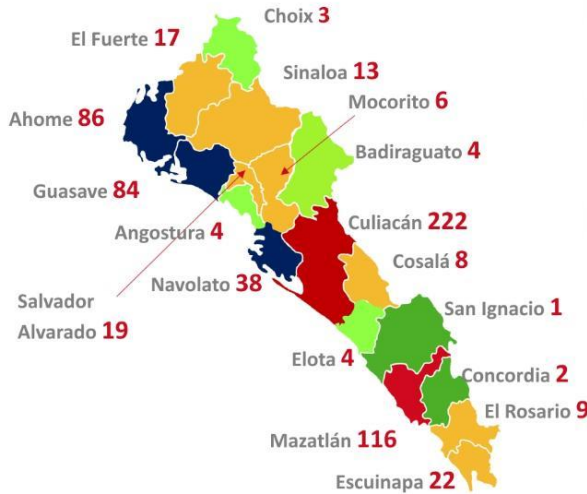 Choix 3
El Fuerte 17
Sinaloa 13
Mocorito 6
Ahome 86
Badiraguato 4
Guasave 84
Culiacán 222
Angostura 4
Cosalá 8
Navolato 38
Salvador
Alvarado 19
San Ignacio 1
Elota 4
Concordia 2
El Rosario 9
Mazatlán 116
Escuinapa 22